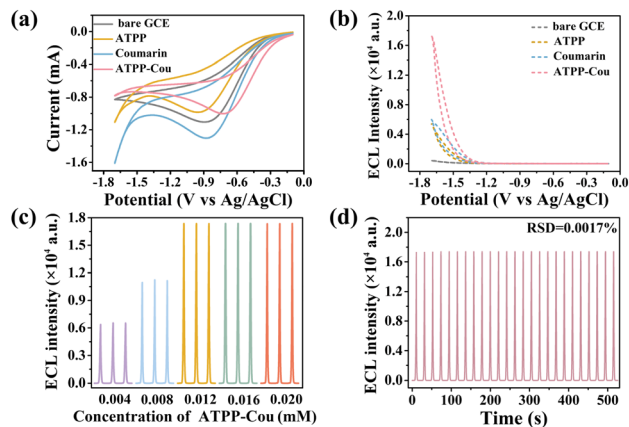 (a)
bare GCE
ATPP
Coumarin
ATPP-Cou
0.0
-0.4
-0.8
-1.2
-1.6
Current (mA)
-1.8 -1.5 -1.2 -0.9 -0.6 -0.3 0.0
Potential (V vs Ag/AgCl)
(b)
bare GCE
ATPP
Coumarin
ATPP-Cou
2.0
1.6
1.2
0.8
0.4
0.0
ECL Intensity (×10⁴ a.u.)
-1.8 -1.5 -1.2 -0.9 -0.6 -0.3 0.0
Potential (V vs Ag/AgCl)
(c)
1.8
1.5
1.2
0.9
0.6
0.3
0.0
ECL intensity (×10⁴ a.u.)
0.004 0.008 0.012 0.016 0.020
Concentration of ATPP-Cou (mM)
(d)
RSD=0.0017%
2.0
1.6
1.2
0.8
0.4
0.0
ECL intensity (×10⁴ a.u.)
0 100 200 300 400 500
Time (s)